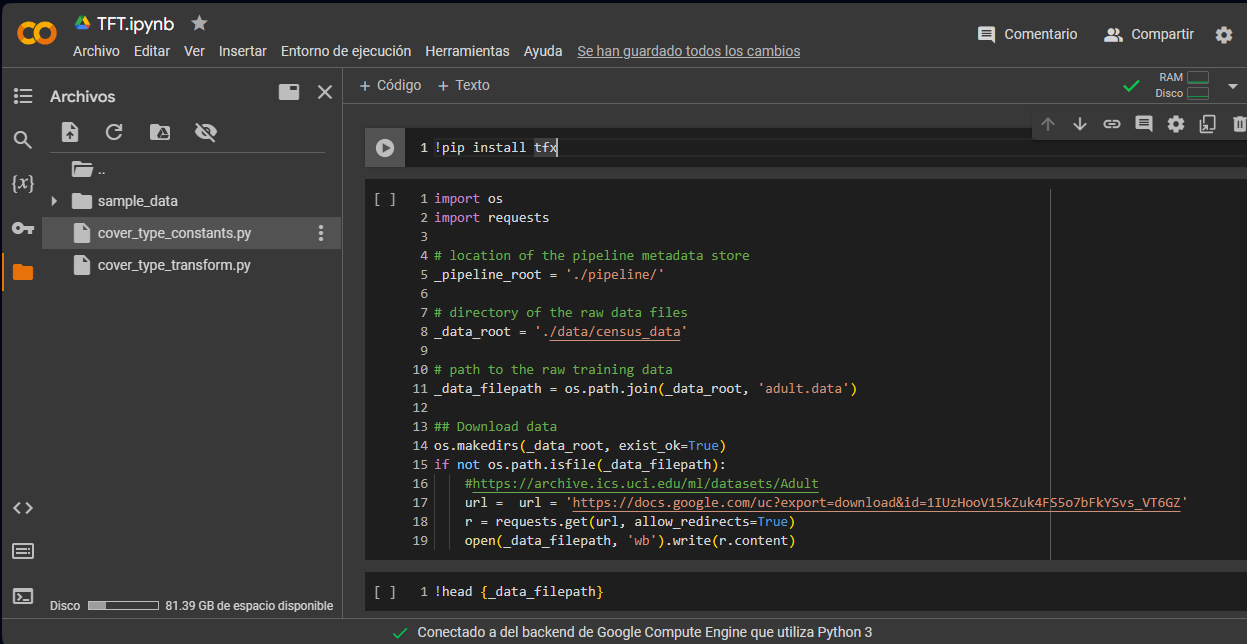 TFT.ipynb
Archivo Editar Ver Insertar Entorno de ejecución Herramientas Ayuda Se han guardado todos los cambios
Comentario Compartir
Archivos
+ Código + Texto
RAM
Disco
..
sample_data
cover_type_constants.py
cover_type_transform.py
{x}
1 !pip install tfx
[ ] 1 import os
2 import requests
3
4 # location of the pipeline metadata store
5 _pipeline_root = './pipeline/'
6
7 # directory of the raw data files
8 _data_root = './data/census_data'
9
10 # path to the raw training data
11 _data_filepath = os.path.join(_data_root, 'adult.data')
12
13 ## Download data
14 os.makedirs(_data_root, exist_ok=True)
15 if not os.path.isfile(_data_filepath):
16 #https://archive.ics.uci.edu/ml/datasets/Adult
17 url =  url = 'https://docs.google.com/uc?export=download&id=1IUzHooV15kZuk4FS5o7bFkYSvs_VT6GZ'
18 r = requests.get(url, allow_redirects=True)
19 open(_data_filepath, 'wb').write(r.content)
[ ] 1 !head {_data_filepath}
Disco 81.39 GB de espacio disponible
Conectado a del backend de Google Compute Engine que utiliza Python 3